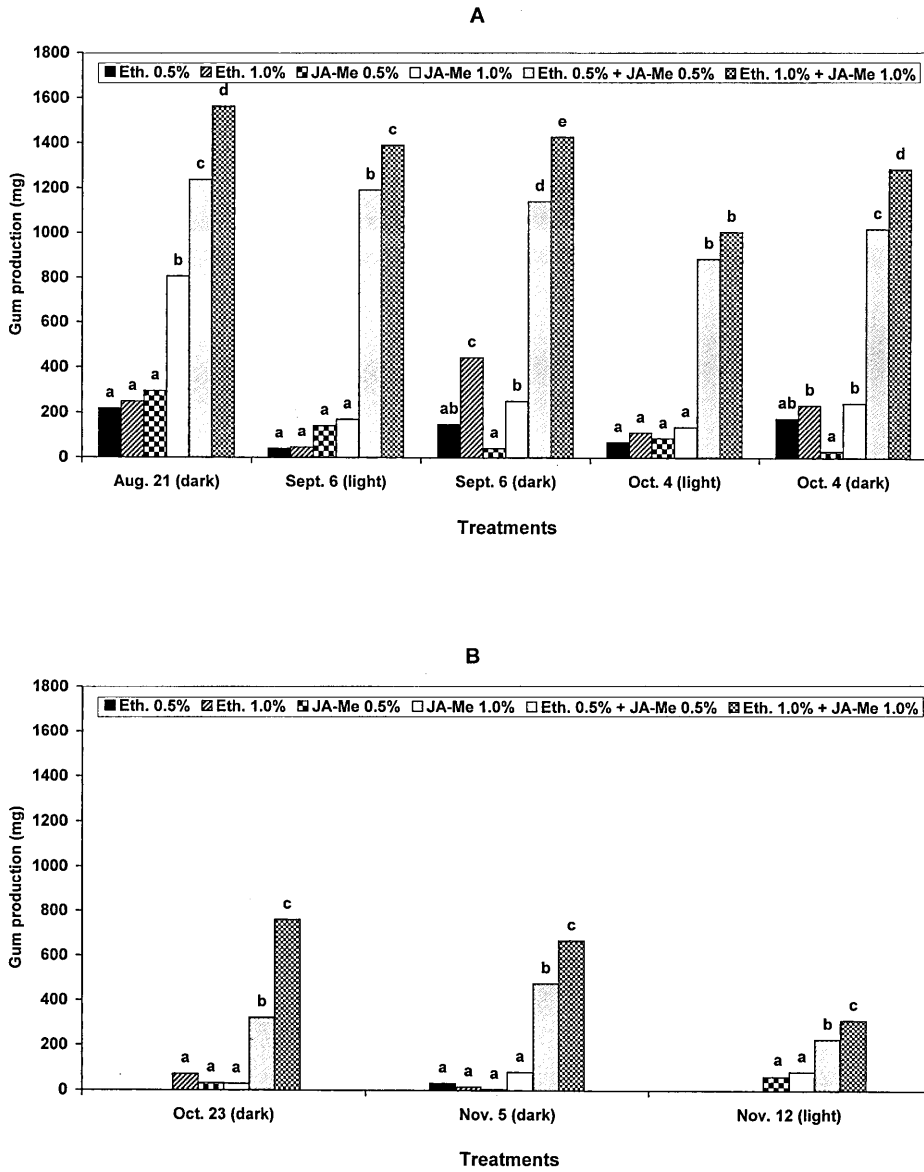 A
1800
Eth. 0.5% Eth. 1.0% JA-Me 0.5% JA-Me 1.0% Eth. 0.5% + JA-Me 0.5% Eth. 1.0% + JA-Me 1.0%
1600
d
e
1400
c
d
c
b
1200
d
c
b b
1000
Gum production (mg)
b
800
600
c
400
a
b
b b
a a
200
a a
ab
a a
ab
a a
a
a a
a
0
Aug. 21 (dark) Sept. 6 (light) Sept. 6 (dark) Oct. 4 (light) Oct. 4 (dark)
Treatments
B
1800
Eth. 0.5% Eth. 1.0% JA-Me 0.5% JA-Me 1.0% Eth. 0.5% + JA-Me 0.5% Eth. 1.0% + JA-Me 1.0%
1600
1400
1200
1000
Gum production (mg)
800
c
c
600
b
400
b
c
b
200
a a a
a a a a
a a
0
Oct. 23 (dark) Nov. 5 (dark) Nov. 12 (light)
Treatments